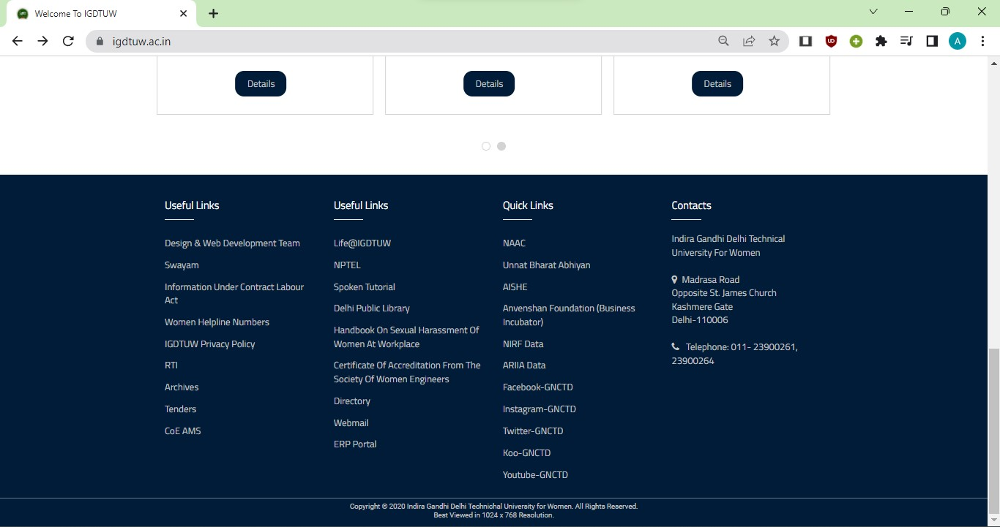 Welcome To IGDTUW
igdtuw.ac.in
A
Details
Details
Details
Useful Links
Design & Web Development Team
Swayam
Information Under Contract Labour
Act
Women Helpline Numbers
IGDTUW Privacy Policy
RTI
Archives
Tenders
CoE AMS
Useful Links
Life@IGDTUW
NPTEL
Spoken Tutorial
Delhi Public Library
Handbook On Sexual Harassment Of
Women At Workplace
Certificate Of Accreditation From The
Society Of Women Engineers
Directory
Webmail
ERP Portal
Quick Links
NAAC
Unnat Bharat Abhiyan
AISHE
Anvenshan Foundation (Business
Incubator)
NIRF Data
ARIIA Data
Facebook-GNCTD
Instagram-GNCTD
Twitter-GNCTD
Koo-GNCTD
Youtube-GNCTD
Contacts
Indira Gandhi Delhi Technical
University For Women
Madrasa Road
Opposite St. James Church
Kashmere Gate
Delhi-110006
Telephone: 011- 23900261,
23900264
Copyright © 2020 Indira Gandhi Delhi Technichal University for Women. All Rights Reserved.
Best Viewed in 1024 x 768 Resolution.